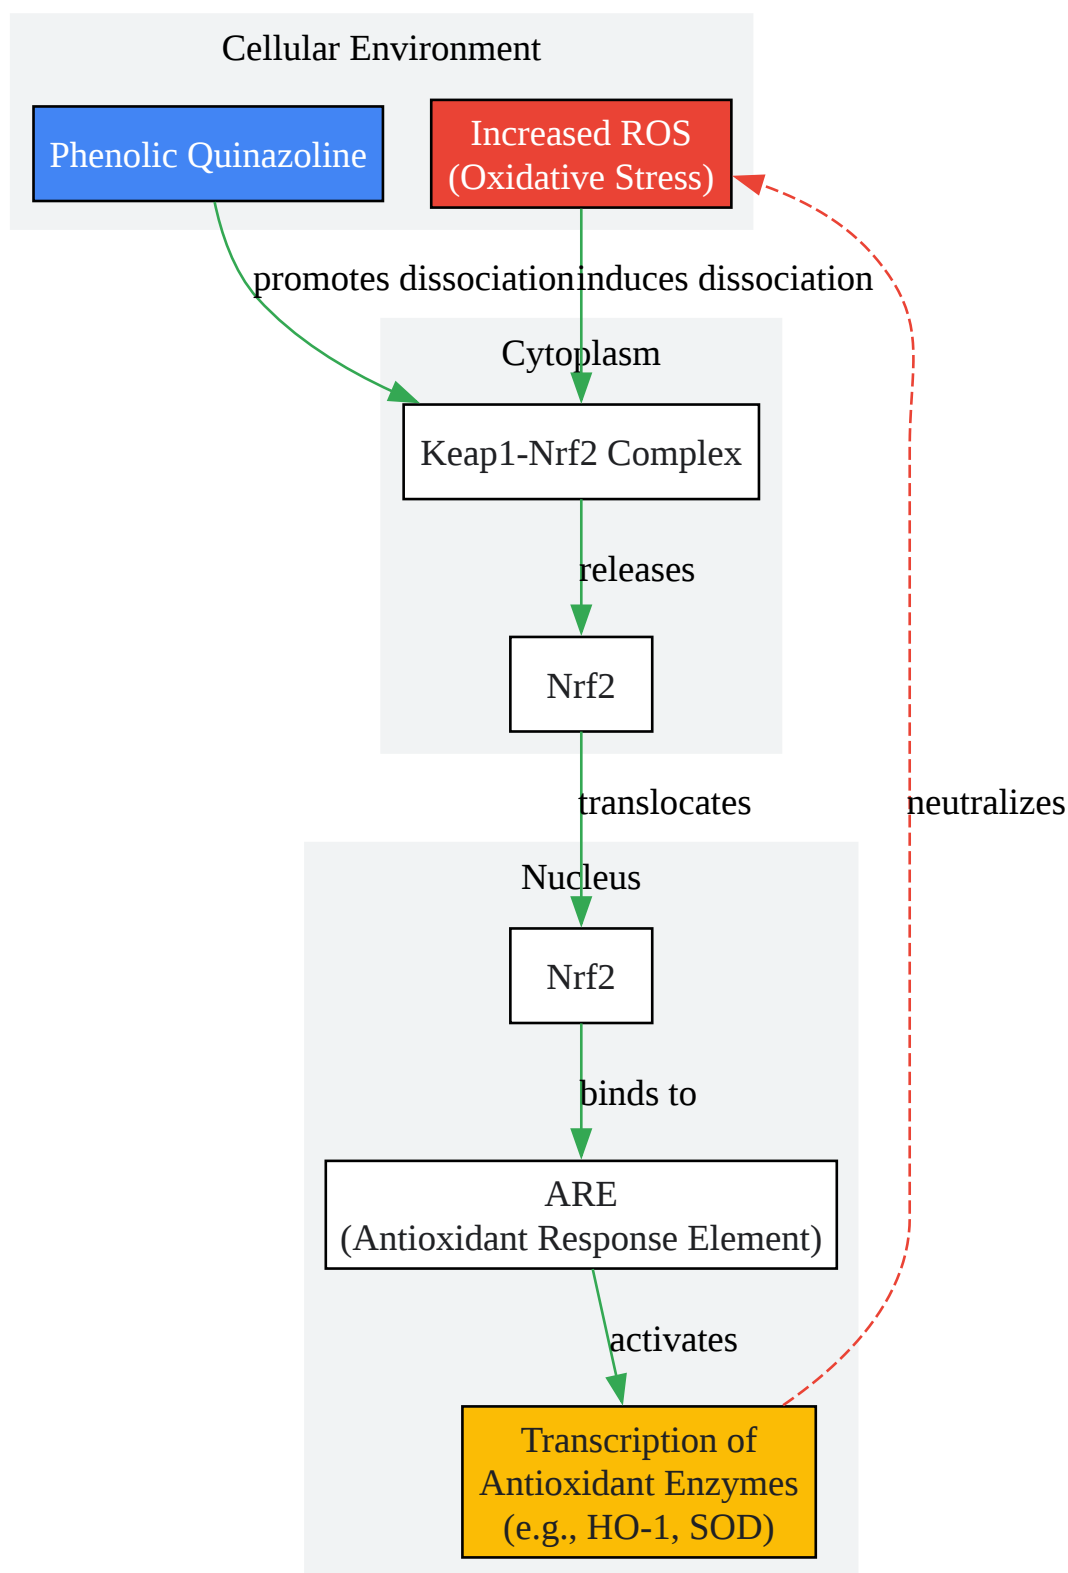 Cellular Environment
Phenolic Quinazoline
Increased ROS
(Oxidative Stress)
promotes dissociation
induces dissociation
Cytoplasm
Keap1-Nrf2 Complex
releases
Nrf2
translocates
neutralizes
Nucleus
Nrf2
binds to
ARE
(Antioxidant Response Element)
activates
Transcription of
Antioxidant Enzymes
(e.g., HO-1, SOD)